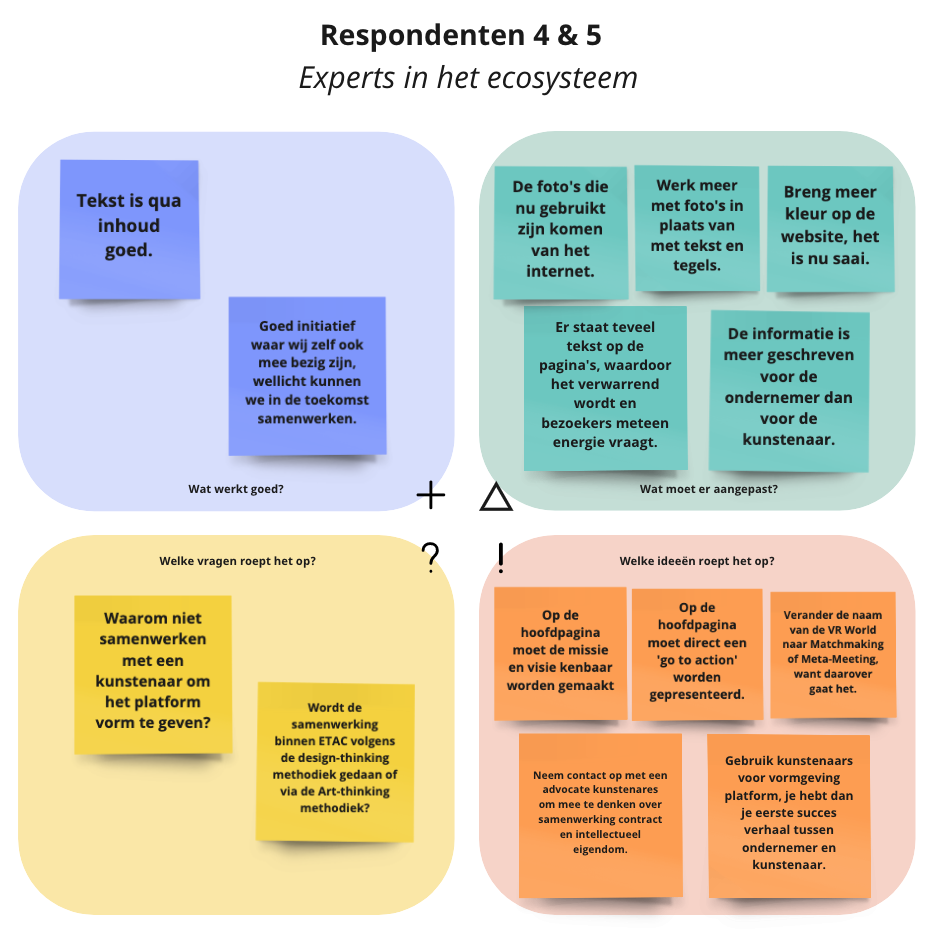 Respondenten 4 & 5
Experts in het ecosysteem
Tekst is qua
inhoud
goed.
Goed initiatief
waar wij zelf ook
mee bezig zijn,
wellicht kunnen
we in de toekomst
samenwerken.
Wat werkt goed?
+
De foto's die
nu gebruikt
zijn komen
van het
internet.
Werk meer
met foto's in
plaats van
met tekst en
tegels.
Breng meer
kleur op de
website, het
is nu saai.
Er staat teveel
tekst op de
pagina's, waardoor
het verwarrend
wordt en
bezoekers meteen
energie vraagt.
De informatie is
meer geschreven
voor de
ondernemer dan
voor de
kunstenaar.
Wat moet er aangepast?
Welke vragen roept het op?
?
Waarom niet
samenwerken
met een
kunstenaar om
het platform
vorm te geven?
Wordt de
samenwerking
binnen ETAC volgens
de design-thinking
methodiek gedaan of
via de Art-thinking
methodiek?
!
Welke ideeën roept het op?
Op de
hoofdpagina
moet de missie
en visie kenbaar
worden gemaakt
Op de
hoofdpagina
moet direct een
'go to action'
worden
gepresenteerd.
Verander de naam
van de VR World
naar Matchmaking
of Meta-Meeting,
want daarover
gaat het.
Neem contact op met een
advocate kunstenares
om mee te denken over
samenwerking contract
en intellectueel
eigendom.
Gebruik kunstenaars
voor vormgeving
platform, je hebt dan
je eerste succes
verhaal tussen
ondernemer en
kunstenaar.